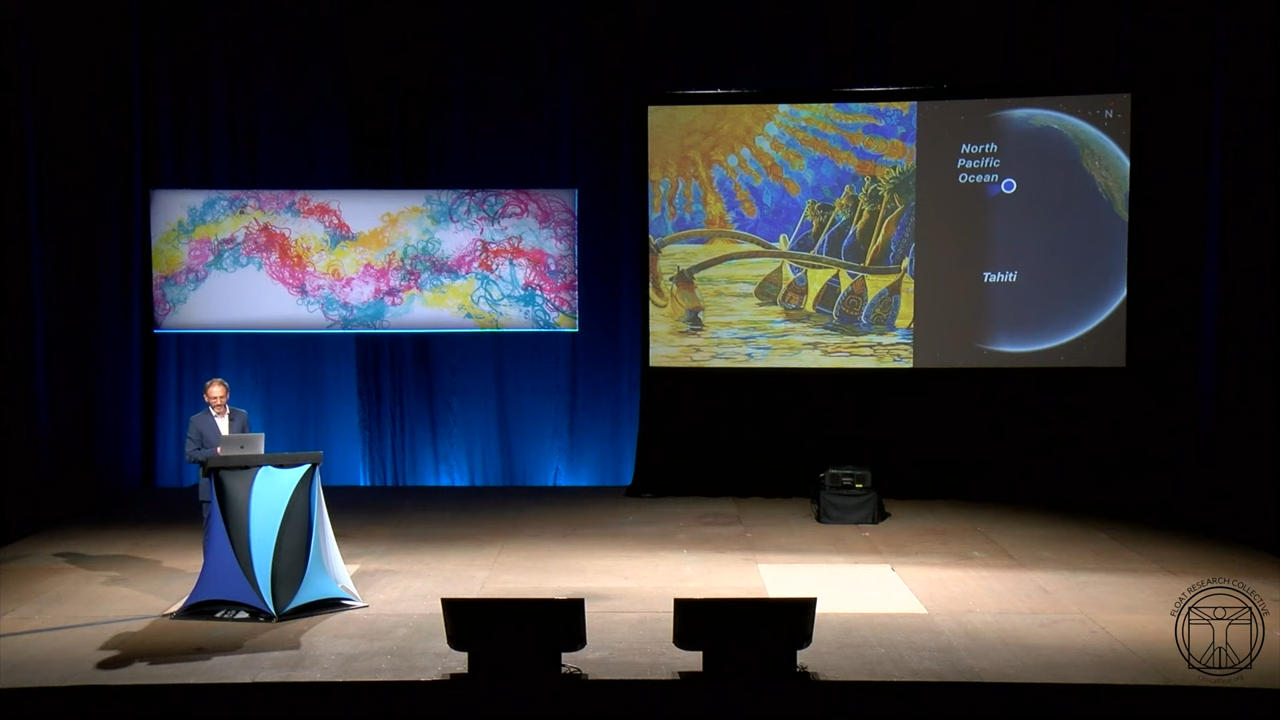 N
North
Pacific
Ocean
Tahiti
FLOAT RESEARCH COLLECTIVE